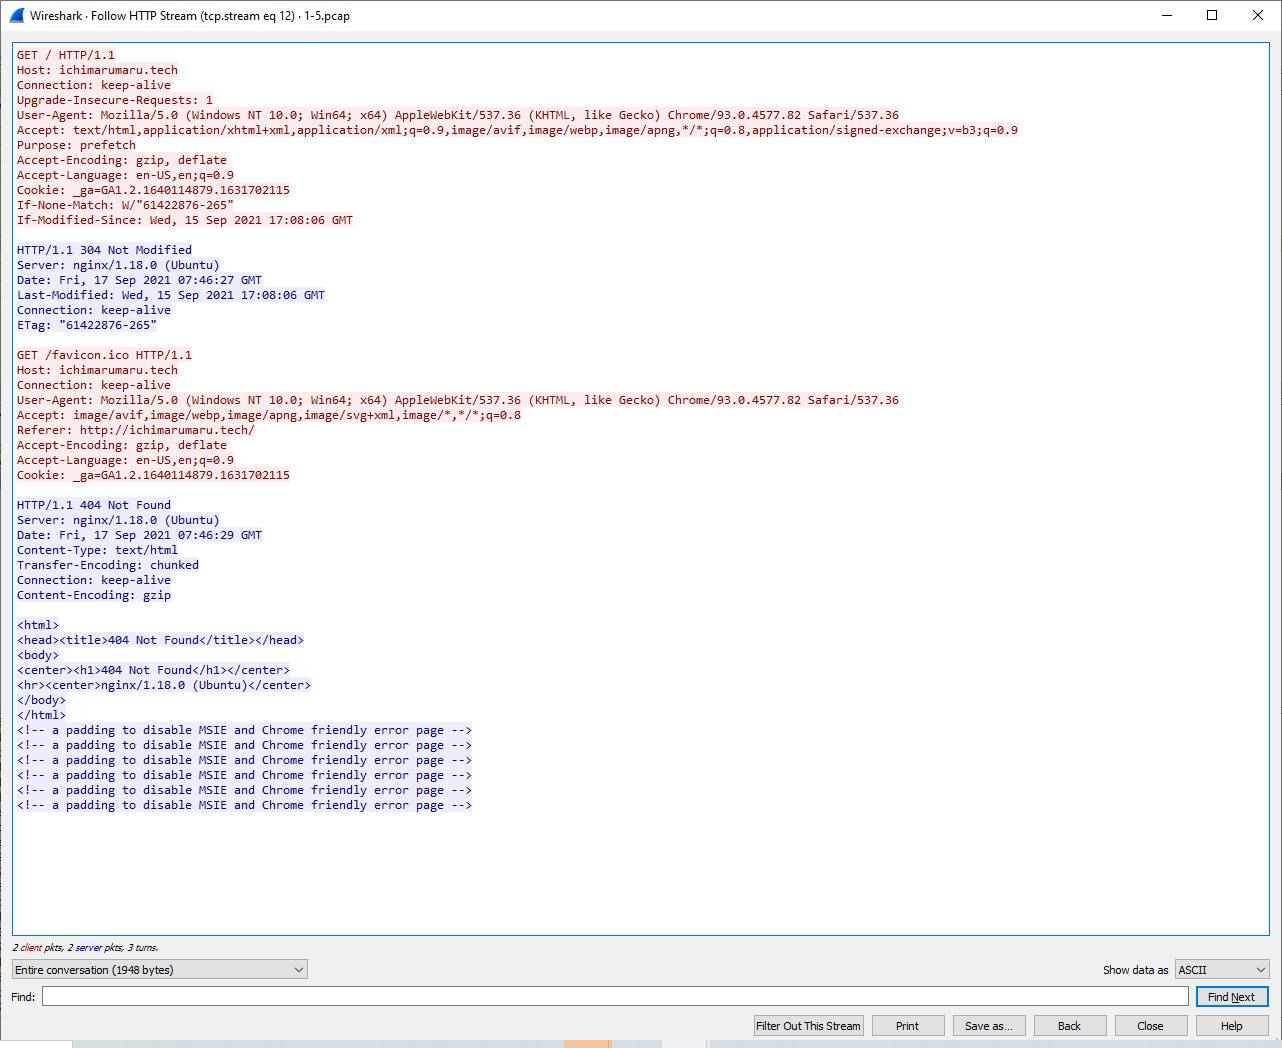 Wireshark · Follow HTTP Stream (tcp.stream eq 12) · 1-5.pcap
GET / HTTP/1.1
Host: ichimarumaru.tech
Connection: keep-alive
Upgrade-Insecure-Requests: 1
User-Agent: Mozilla/5.0 (Windows NT 10.0; Win64; x64) AppleWebKit/537.36 (KHTML, like Gecko) Chrome/93.0.4577.82 Safari/537.36
Accept: text/html,application/xhtml+xml,application/xml;q=0.9,image/avif,image/webp,image/apng,*/*;q=0.8,application/signed-exchange;v=b3;q=0.9
Purpose: prefetch
Accept-Encoding: gzip, deflate
Accept-Language: en-US,en;q=0.9
Cookie: _ga=GA1.2.1640114879.1631702115
If-None-Match: W/"61422876-265"
If-Modified-Since: Wed, 15 Sep 2021 17:08:06 GMT
HTTP/1.1 304 Not Modified
Server: nginx/1.18.0 (Ubuntu)
Date: Fri, 17 Sep 2021 07:46:27 GMT
Last-Modified: Wed, 15 Sep 2021 17:08:06 GMT
Connection: keep-alive
ETag: "61422876-265"
GET /favicon.ico HTTP/1.1
Host: ichimarumaru.tech
Connection: keep-alive
User-Agent: Mozilla/5.0 (Windows NT 10.0; Win64; x64) AppleWebKit/537.36 (KHTML, like Gecko) Chrome/93.0.4577.82 Safari/537.36
Accept: image/avif,image/webp,image/apng,image/svg+xml,image/*,*/*;q=0.8
Referer: http://ichimarumaru.tech/
Accept-Encoding: gzip, deflate
Accept-Language: en-US,en;q=0.9
Cookie: _ga=GA1.2.1640114879.1631702115
HTTP/1.1 404 Not Found
Server: nginx/1.18.0 (Ubuntu)
Date: Fri, 17 Sep 2021 07:46:29 GMT
Content-Type: text/html
Transfer-Encoding: chunked
Connection: keep-alive
Content-Encoding: gzip
<html>
<head><title>404 Not Found</title></head>
<body>
<center><h1>404 Not Found</h1></center>
<hr><center>nginx/1.18.0 (Ubuntu)</center>
</body>
</html>
<!-- a padding to disable MSIE and Chrome friendly error page -->
<!-- a padding to disable MSIE and Chrome friendly error page -->
<!-- a padding to disable MSIE and Chrome friendly error page -->
<!-- a padding to disable MSIE and Chrome friendly error page -->
<!-- a padding to disable MSIE and Chrome friendly error page -->
<!-- a padding to disable MSIE and Chrome friendly error page -->
2 client pkts, 2 server pkts, 3 turns.
Entire conversation (1948 bytes)
Show data as ASCII
Find:
Find Next
Filter Out This Stream
Print
Save as...
Back
Close
Help